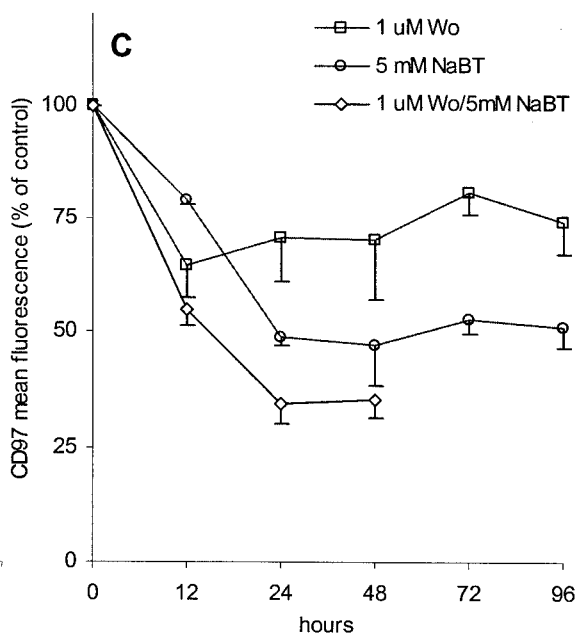 C
1 uM Wo
5 mM NaBT
1 uM Wo/5mM NaBT
CD97 mean fluorescence (% of control)
100
75
50
25
0
0 12 24 48 72 96
hours